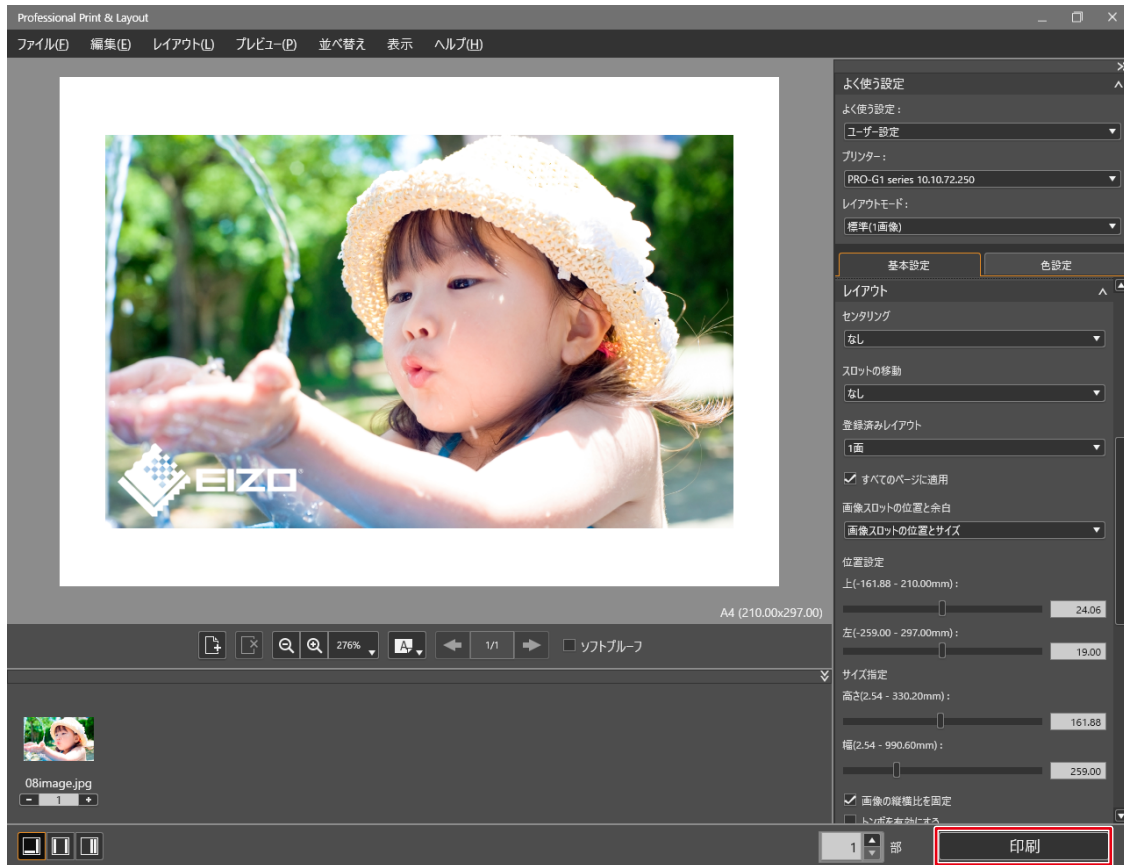 Professional Print & Layout
ファイル(F) 編集(E) レイアウト(L) プレビュー(P) 並べ替え 表示 ヘルプ(H)
EIZO
A4 (210.00x297.00)
276%
A
1/1
ソフトプルーフ
08image.jpg
1
よく使う設定
よく使う設定 :
ユーザー設定
プリンター :
PRO-G1 series 10.10.72.250
レイアウトモード :
標準(1画像)
基本設定 色設定
レイアウト
センタリング
なし
スロットの移動
なし
登録済みレイアウト
1面
すべてのページに適用
画像スロットの位置と余白
画像スロットの位置とサイズ
位置設定
上(-161.88 - 210.00mm) :
24.06
左(-259.00 - 297.00mm) :
19.00
サイズ指定
高さ(2.54 - 330.20mm) :
161.88
幅(2.54 - 990.60mm) :
259.00
画像の縦横比を固定
トンボを有効にする
1 部 印刷